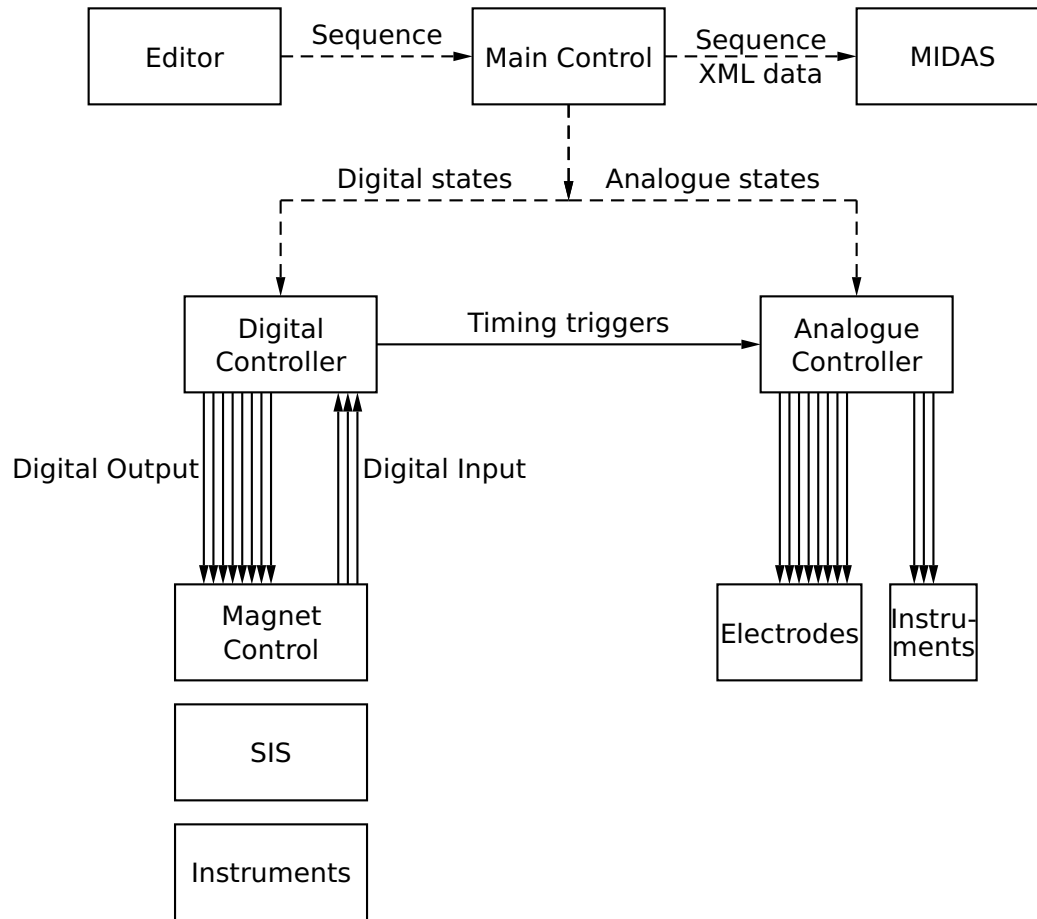 Editor
Sequence
Main Control
Sequence
XML data
MIDAS
Digital states
Analogue states
Digital
Controller
Timing triggers
Analogue
Controller
Digital Output
Digital Input
Magnet
Control
Electrodes
Instru-
ments
SIS
Instruments